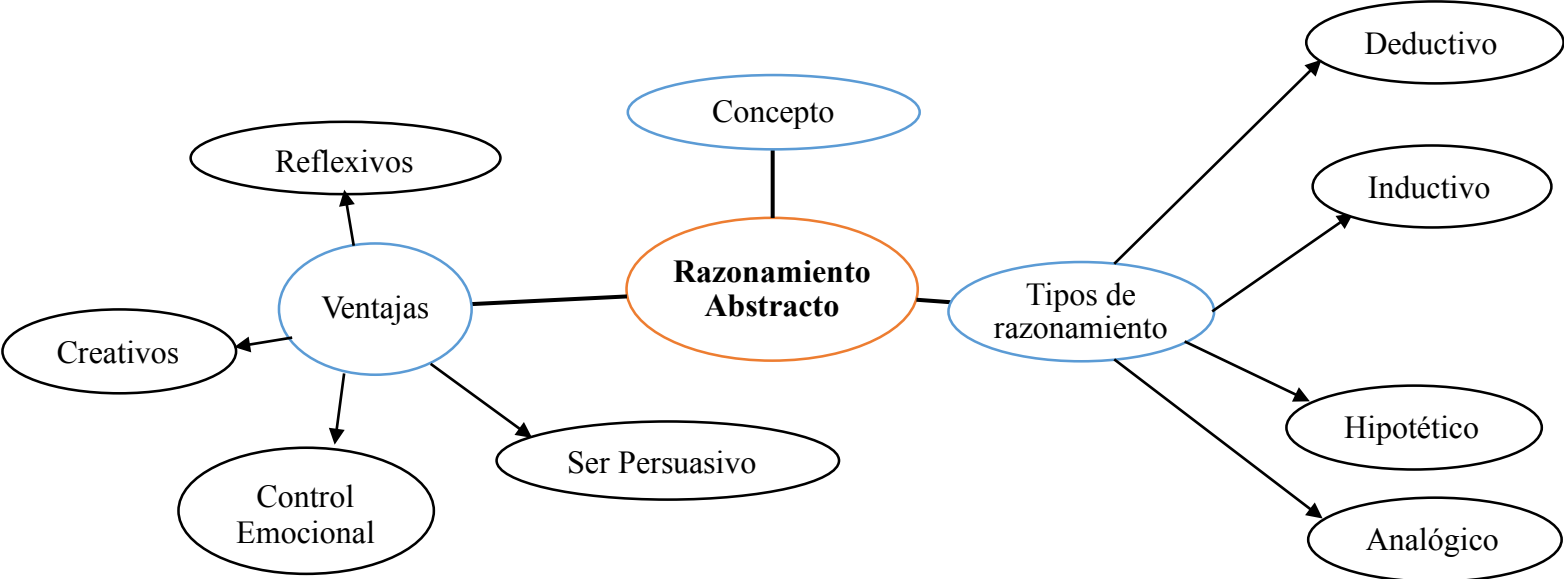 Deductivo
Concepto
Reflexivos
Inductivo
Razonamiento
Abstracto
Ventajas
Tipos de
razonamiento
Creativos
Ser Persuasivo
Hipotético
Control
Emocional
Analógico